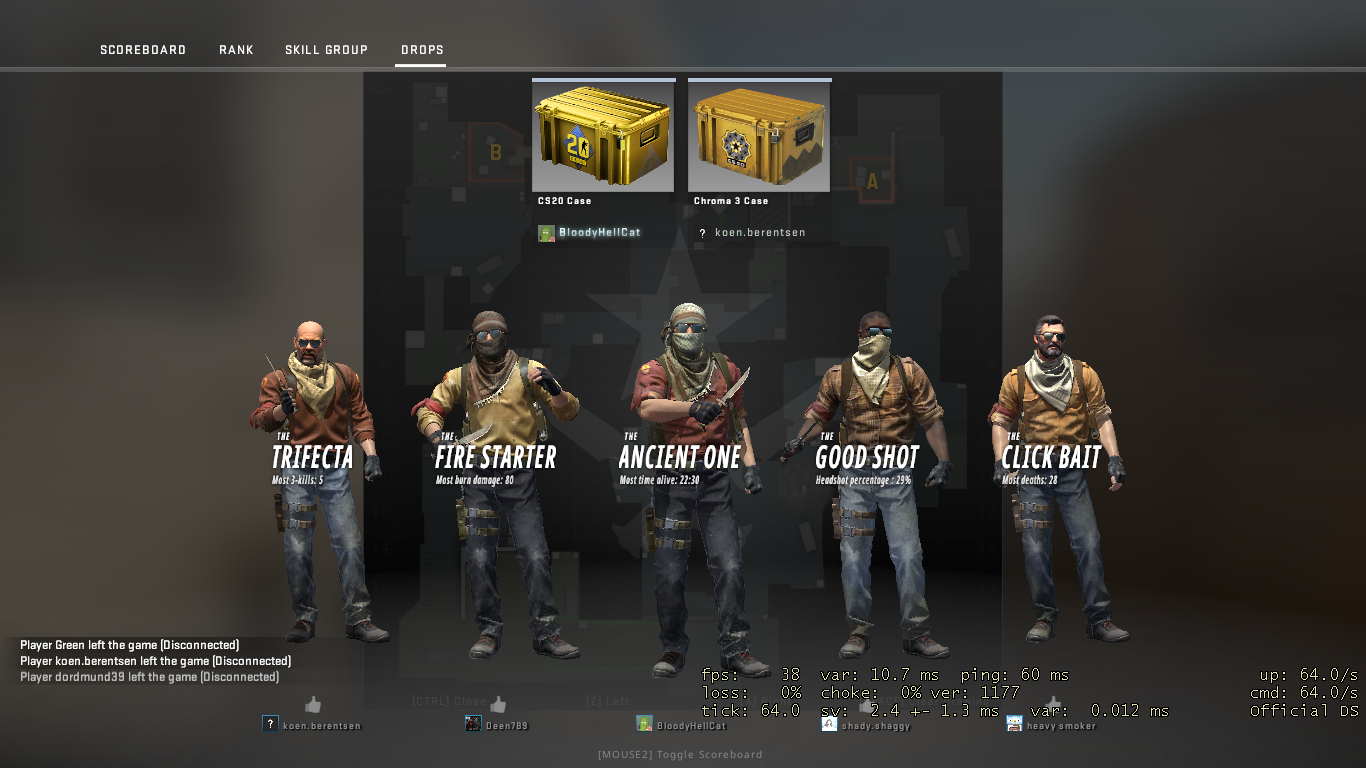 SCOREBOARD RANK SKILL GROUP DROPS
B
A
20
CS20 Case
Chroma 3 Case
BloodyHellCat
? koen.berentsen
THE
TRIFECTA
Most 3-kills: 5
THE
FIRE STARTER
Most burn damage: 80
THE
ANCIENT ONE
Most time alive: 22:30
THE
GOOD SHOT
Headshot percentage : 29%
THE
CLICK BAIT
Most deaths: 28
Player Green left the game (Disconnected)
Player koen.berentsen left the game (Disconnected)
Player dordmund39 left the game (Disconnected)
fps: 38 var: 10.7 ms ping: 60 ms up: 64.0/s
loss: 0% choke: 0% ver: 1177 cmd: 64.0/s
tick: 64.0 sv: 2.4 +- 1.3 ms var: 0.012 ms Official DS
[CTRL] Close
[Z] Left
? koen.berentsen
Deen789
BloodyHellCat
shady.shaggy
heavy smoker
[MOUSE2] Toggle Scoreboard